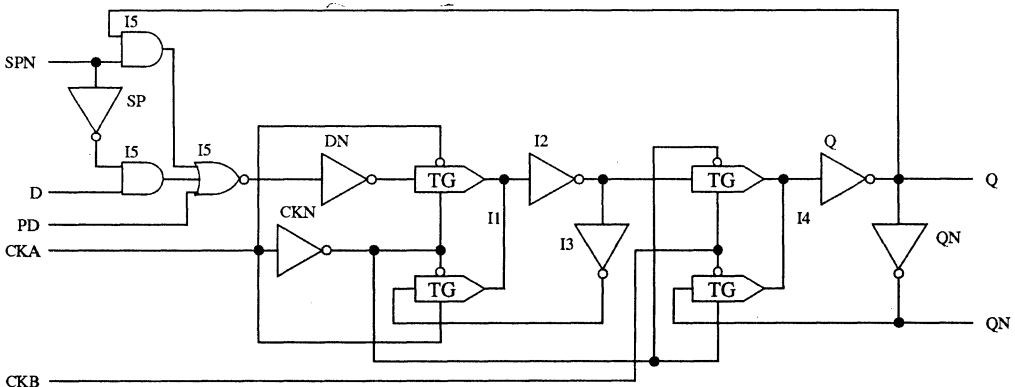 I5
SPN
SP
I5
I5
DN
I2
Q
TG
TG
D
Q
PD
CKN
I1
I3
I4
QN
CKA
TG
TG
QN
CKB